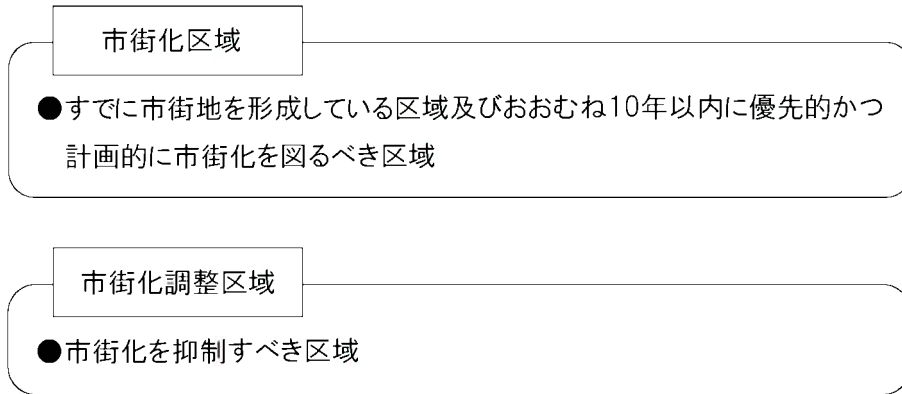 市街化区域
●すでに市街地を形成している区域及びおおむね10年以内に優先的かつ
計画的に市街化を図るべき区域
市街化調整区域
●市街化を抑制すべき区域